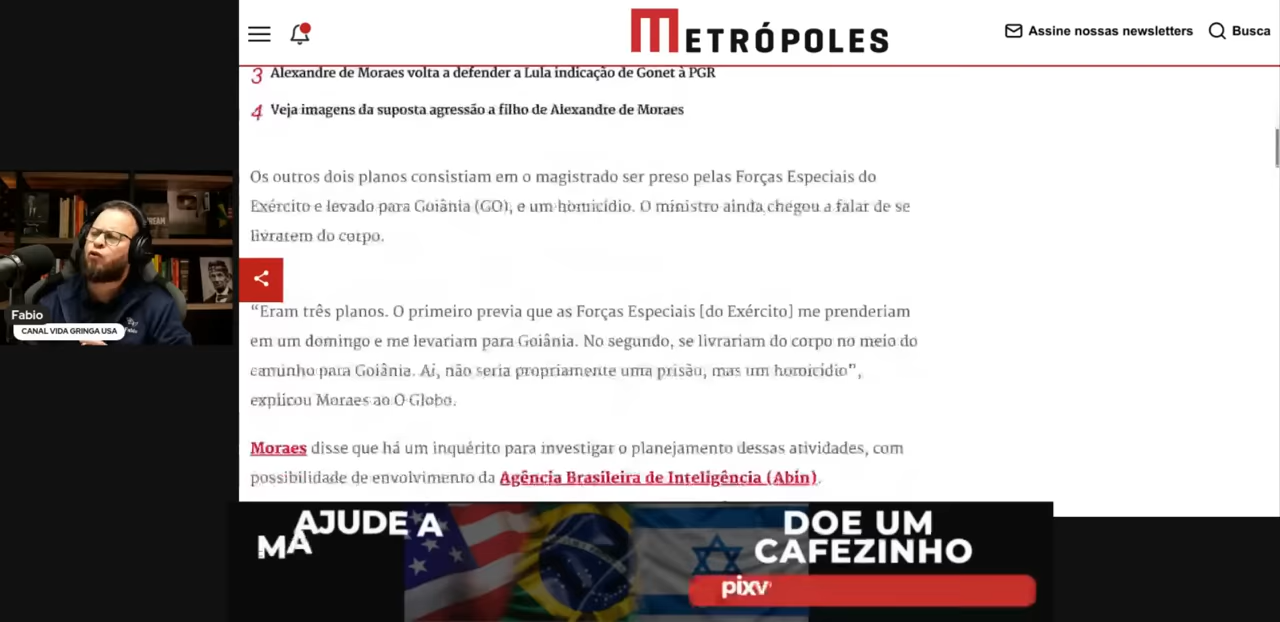 METRÓPOLES
Assine nossas newsletters
Busca
3 Alexandre de Moraes volta a defender a Lula indicação de Gonet à PGR
4 Veja imagens da suposta agressão a filho de Alexandre de Moraes
Os outros dois planos consistiam em o magistrado ser preso pelas Forças Especiais do
Exército e levado para Goiânia (GO), e um homicídio. O ministro ainda chegou a falar de se
livrarem do corpo.
“Eram três planos. O primeiro previa que as Forças Especiais [do Exército] me prenderiam
em um domingo e me levariam para Goiânia. No segundo, se livrariam do corpo no meio do
caminho para Goiânia. Aí, não seria propriamente uma prisão, mas um homicídio”,
explicou Moraes ao O Globo.
Moraes disse que há um inquérito para investigar o planejamento dessas atividades, com
possibilidade de envolvimento da Agência Brasileira de Inteligência (Abin).
Fabio
CANAL VIDA GRINGA USA
AJUDE A
MA
DOE UM
CAFEZINHO
pixv